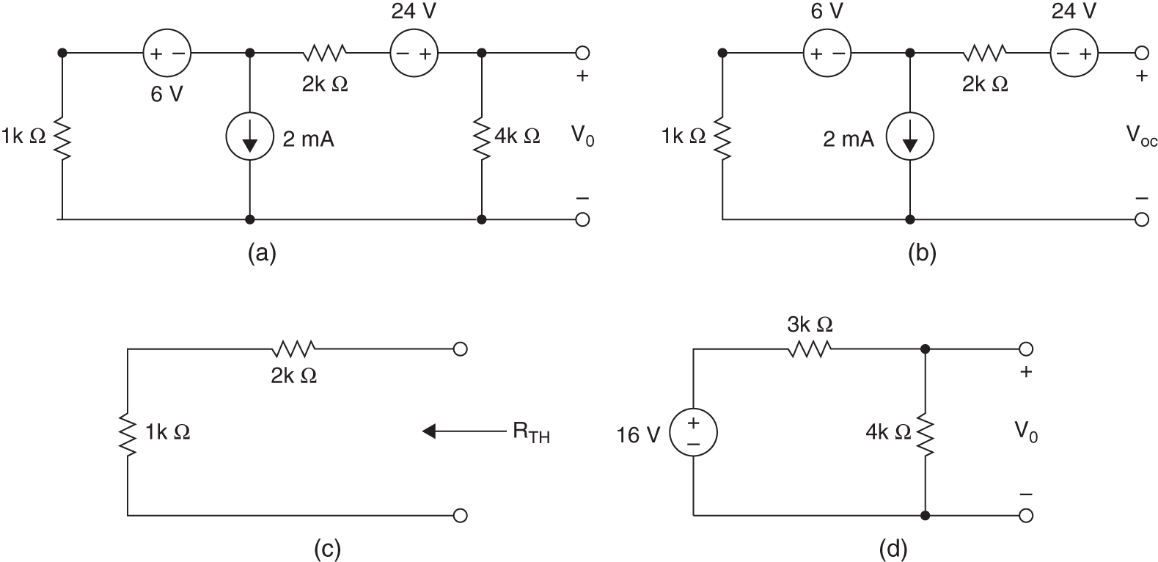 24 V
+ −
6 V
− +
2k Ω
1k Ω
2 mA
4k Ω
+
V₀
−
(a)
6 V
24 V
+ −
− +
2k Ω
1k Ω
2 mA
+
Voc
−
(b)
2k Ω
1k Ω
RTH
(c)
3k Ω
16 V
+
−
4k Ω
+
V₀
−
(d)